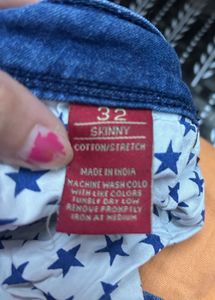 32
SKINNY
COTTON/STRETCH
MADE IN INDIA
MACHINE WASH COLD
WITH LIKE COLORS
TUMBLE DRY LOW
REMOVE PROMPTLY
IRON AT MEDIUM